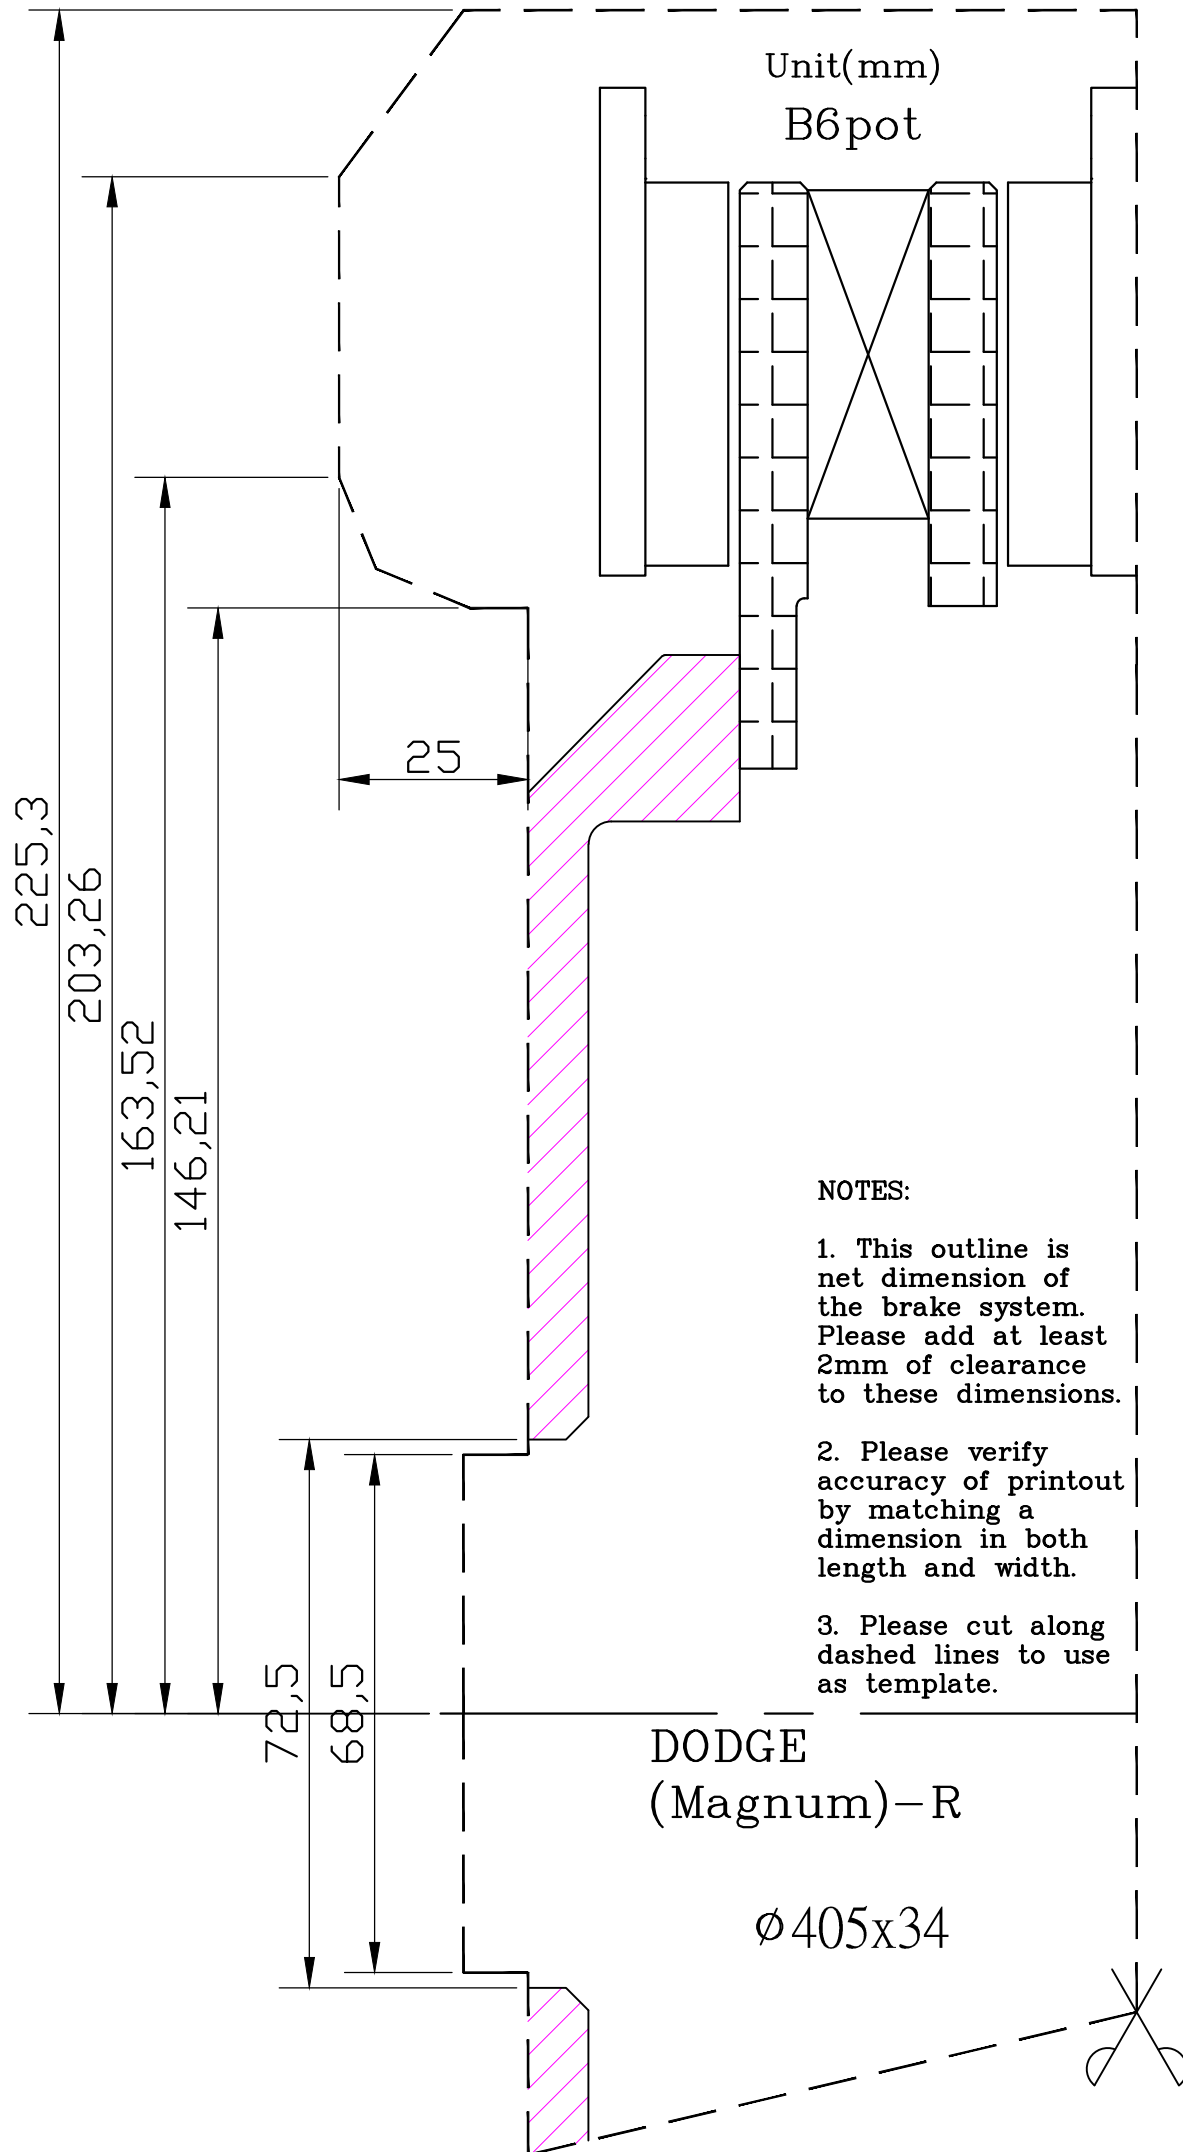 Unit(mm)
B6pot
25
225,3
203,26
163,52
146,21
NOTES:
1. This outline is
net dimension of
the brake system.
Please add at least
2mm of clearance
to these dimensions.
2. Please verify
accuracy of printout
by matching a
dimension in both
length and width.
3. Please cut along
dashed lines to use
as template.
72,5
68,5
DODGE
(Magnum)-R
Ø405x34